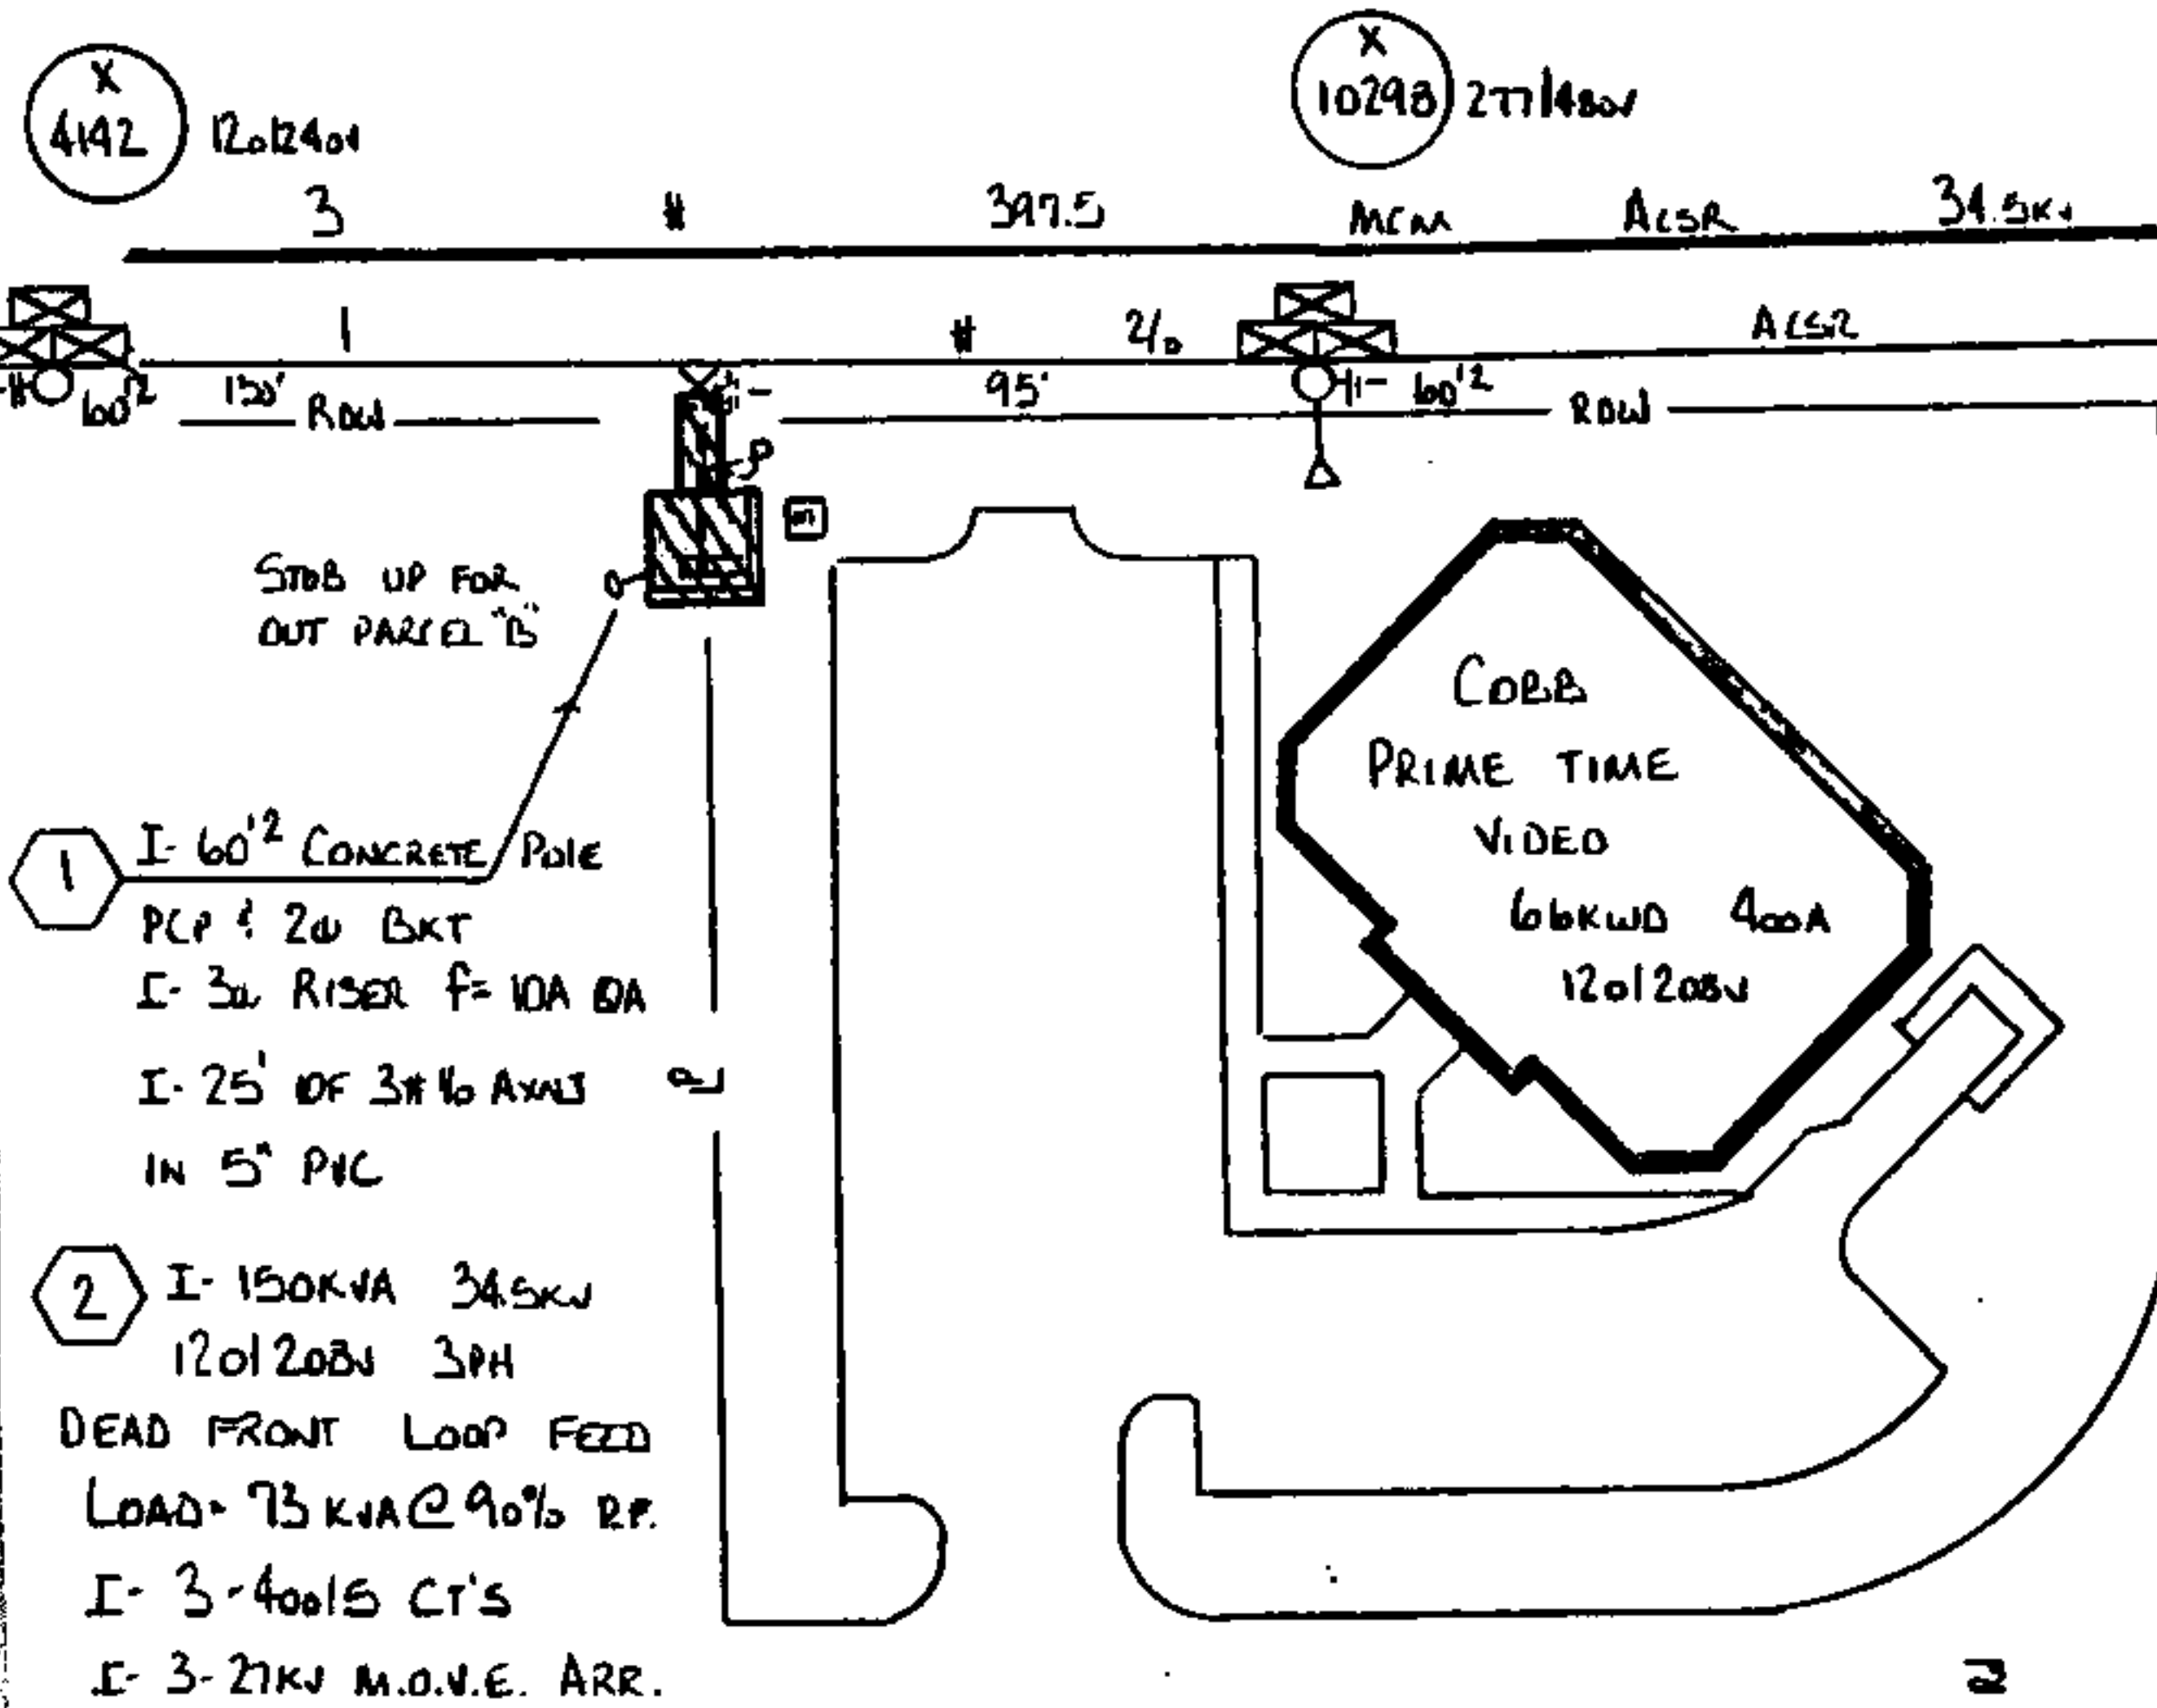 X
4142 120/240V
X
10298 277/480V
3 # 397.5 MCM ACSR 34.5KV
1 # 2/0 ACSR
60'2 150' 95' 60'2
ROW ROW
STUB UP FOR
OUT PARCEL "B"
COBB
PRIME TIME
VIDEO
66KWD 400A
120/208V
1
I- 60'2 CONCRETE POLE
PCP & BKT
I- RISER f= 10A QA
I- 25' OF 3# 1/0 AXNJ
IN 5" PVC
2
I- 150KVA 34.5KV
120/208V 3PH
DEAD FRONT LOOP FEED
LOAD= 73 KVA @ 90% P.F.
I- 3-400/5 CT'S
I- 3-27KV M.O.V.E. ARR.
2